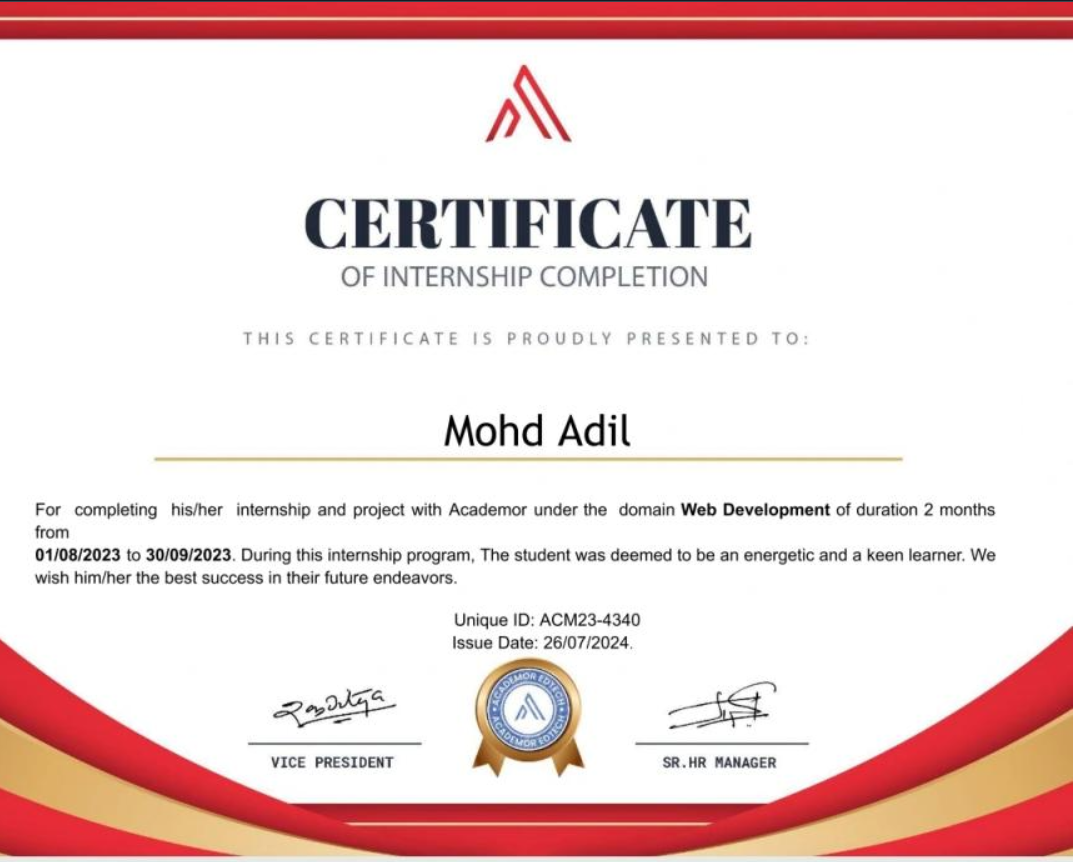 CERTIFICATE
OF INTERNSHIP COMPLETION
THIS CERTIFICATE IS PROUDLY PRESENTED TO:
Mohd Adil
For completing his/her internship and project with Academor under the domain Web Development of duration 2 months
from
01/08/2023 to 30/09/2023. During this internship program, The student was deemed to be an energetic and a keen learner. We
wish him/her the best success in their future endeavors.
Unique ID: ACM23-4340
Issue Date: 26/07/2024.
ACADEMOR EDTECH
ACADEMOR EDTECH
VICE PRESIDENT
SR.HR MANAGER